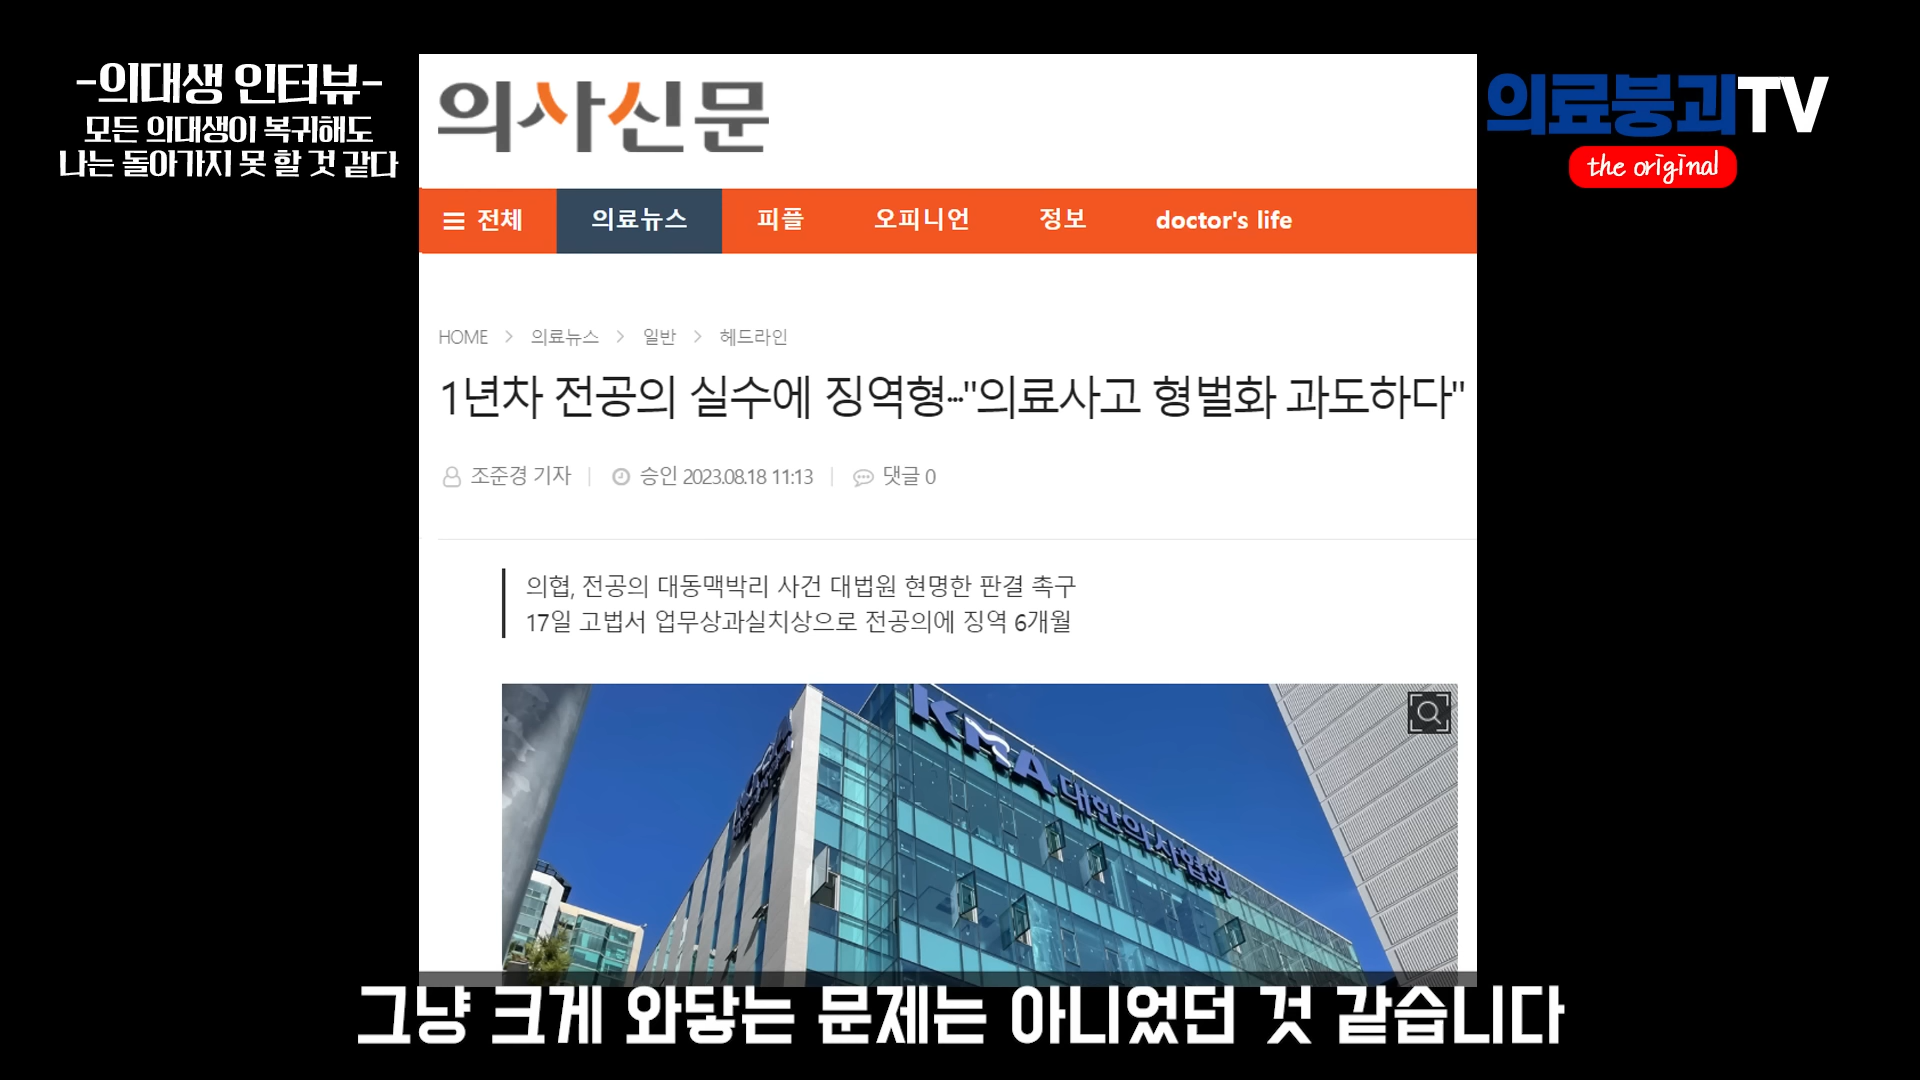 -의대생 인터뷰-
모든 의대생이 복귀해도
나는 돌아가지 못 할 것 같다
의사신문
의료붕괴TV
the original
전체 의료뉴스 피플 오피니언 정보 doctor's life
HOME > 의료뉴스 > 일반 > 헤드라인
1년차 전공의 실수에 징역형…"의료사고 형벌화 과도하다"
조준경 기자 | 승인 2023.08.18 11:13 | 댓글 0
의협, 전공의 대동맥박리 사건 대법원 현명한 판결 촉구
17일 고법서 업무상과실치상으로 전공의에 징역 6개월
KMA 대한의사협회
그냥 크게 와닿는 문제는 아니었던 것 같습니다